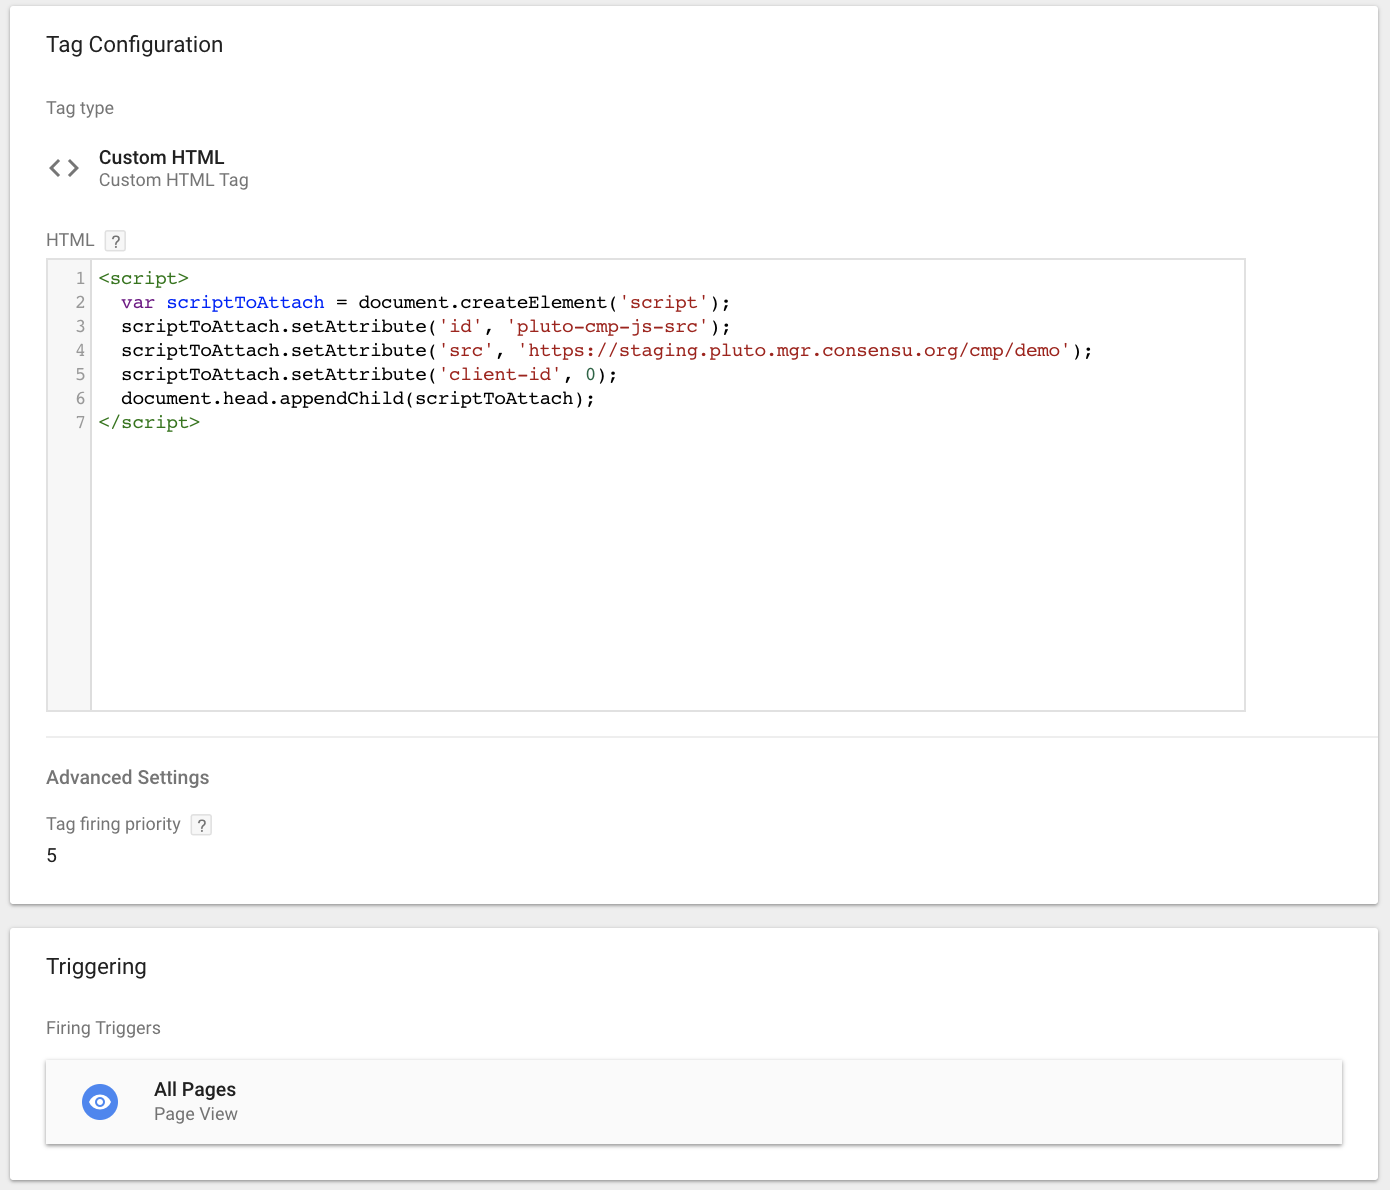 Tag Configuration
Tag type
Custom HTML
Custom HTML Tag
HTML ?
1 <script>
2   var scriptToAttach = document.createElement('script');
3   scriptToAttach.setAttribute('id', 'pluto-cmp-js-src');
4   scriptToAttach.setAttribute('src', 'https://staging.pluto.mgr.consensu.org/cmp/demo');
5   scriptToAttach.setAttribute('client-id', 0);
6   document.head.appendChild(scriptToAttach);
7 </script>
Advanced Settings
Tag firing priority ?
5
Triggering
Firing Triggers
All Pages
Page View